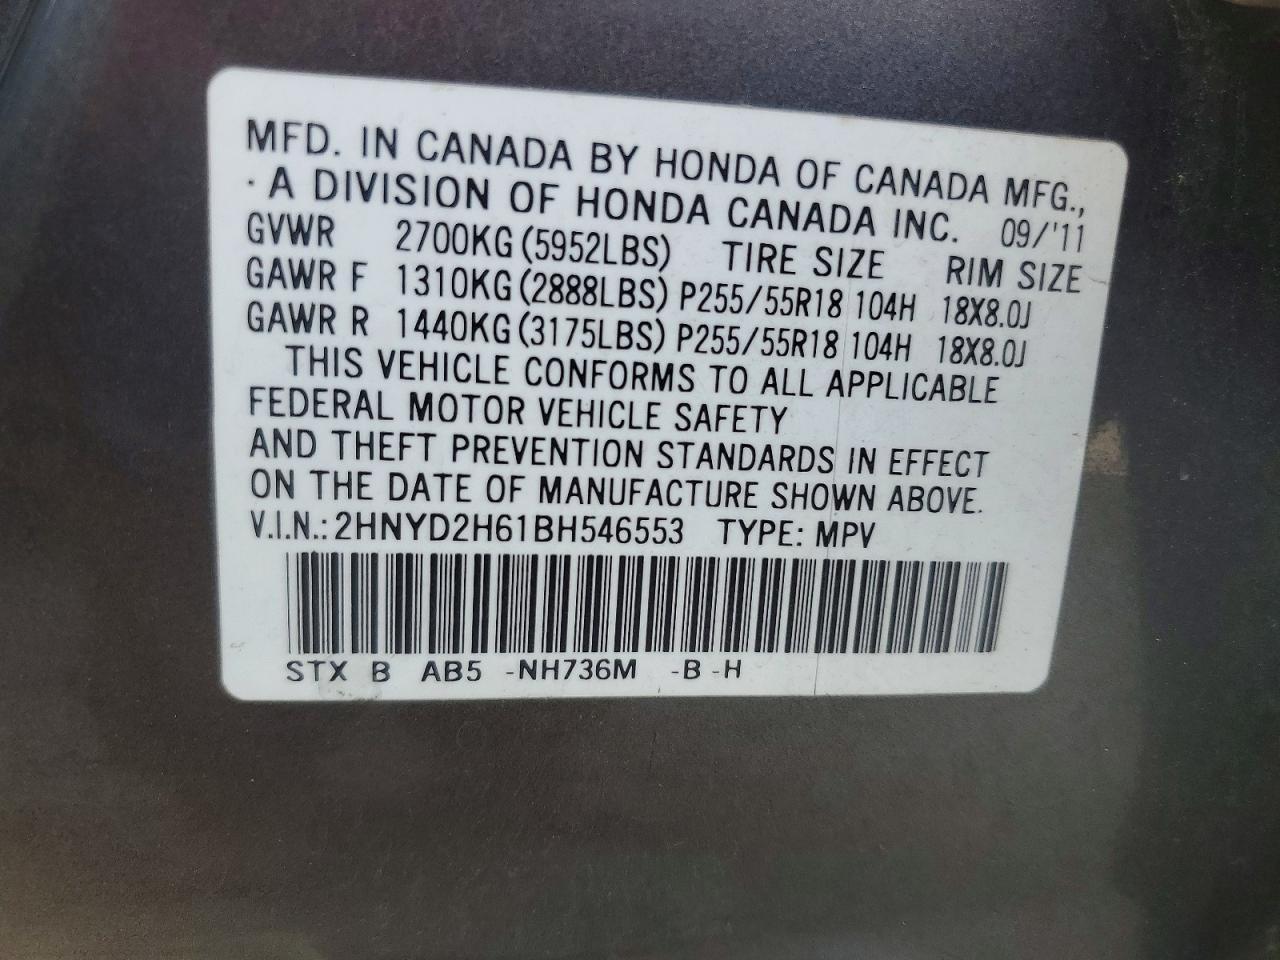 MFD. IN CANADA BY HONDA OF CANADA MFG.,
· A DIVISION OF HONDA CANADA INC. 09/'11
GVWR 2700KG (5952LBS) TIRE SIZE RIM SIZE
GAWR F 1310KG (2888LBS) P255/55R18 104H 18X8.0J
GAWR R 1440KG (3175LBS) P255/55R18 104H 18X8.0J
THIS VEHICLE CONFORMS TO ALL APPLICABLE
FEDERAL MOTOR VEHICLE SAFETY
AND THEFT PREVENTION STANDARDS IN EFFECT
ON THE DATE OF MANUFACTURE SHOWN ABOVE.
V.I.N.: 2HNYD2H61BH546553 TYPE: MPV
STX B AB5 -NH736M -B -H